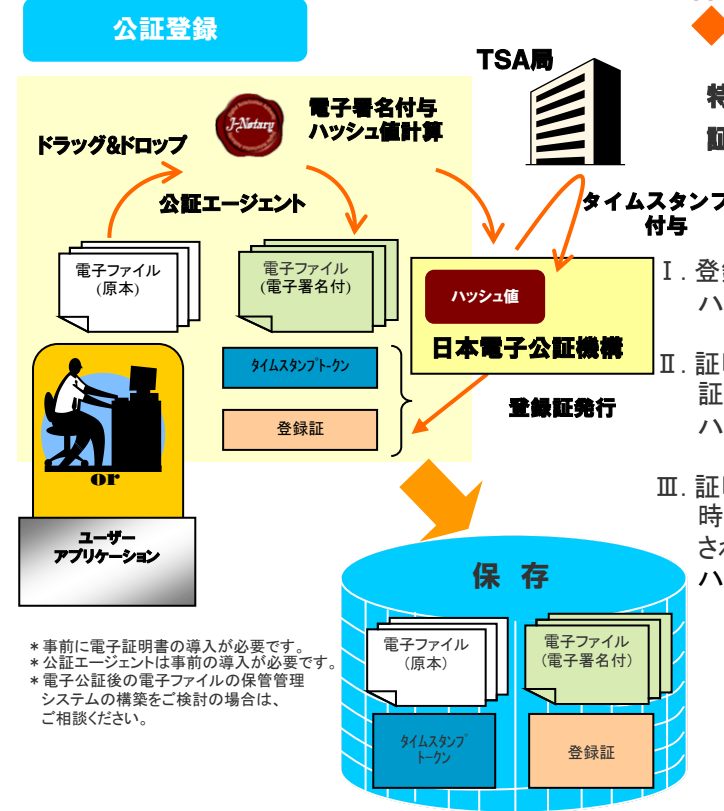 公証登録
TSA局
ドラッグ&ドロップ
J-Notary
電子署名付与
ハッシュ値計算
公証エージェント
タイムスタンプ
付与
電子ファイル
(原本)
電子ファイル
(電子署名付)
ハッシュ値
日本電子公証機構
タイムスタンプトークン
登録証
登録証発行
or
ユーザー
アプリケーション
保 存
電子ファイル
(原本)
電子ファイル
(電子署名付)
タイムスタンプ
トークン
登録証
*事前に電子証明書の導入が必要です。
*公証エージェントは事前の導入が必要です。
*電子公証後の電子ファイルの保管管理
システムの構築をご検討の場合は、
ご相談ください。
特
証
Ⅰ. 登
ハ
Ⅱ. 証
証
ハ
Ⅲ. 証
時
さ
ハ